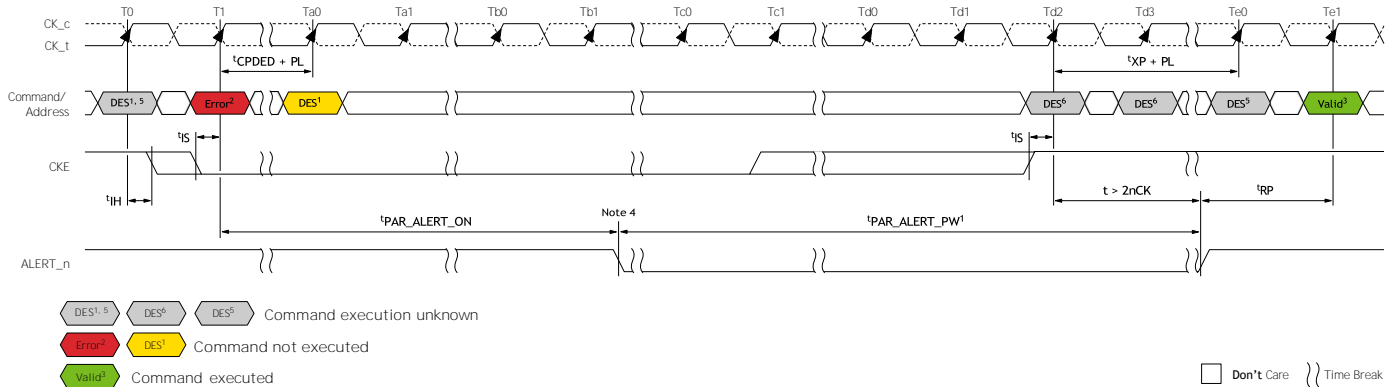 T0 T1 Ta0 Ta1 Tb0 Tb1 Tc0 Tc1 Td0 Td1 Td2 Td3 Te0 Te1
CK_c
CK_t
tCPDED + PL tXP + PL
Command/
Address
DES1, 5 Error2 DES1 DES6 DES6 DES5 Valid3
tIS tIS
CKE
tIH t > 2nCK tRP
Note 4
tPAR_ALERT_ON tPAR_ALERT_PW1
ALERT_n
DES1, 5 DES6 DES5 Command execution unknown
Error2 DES1 Command not executed
Valid3 Command executed
Don't Care Time Break